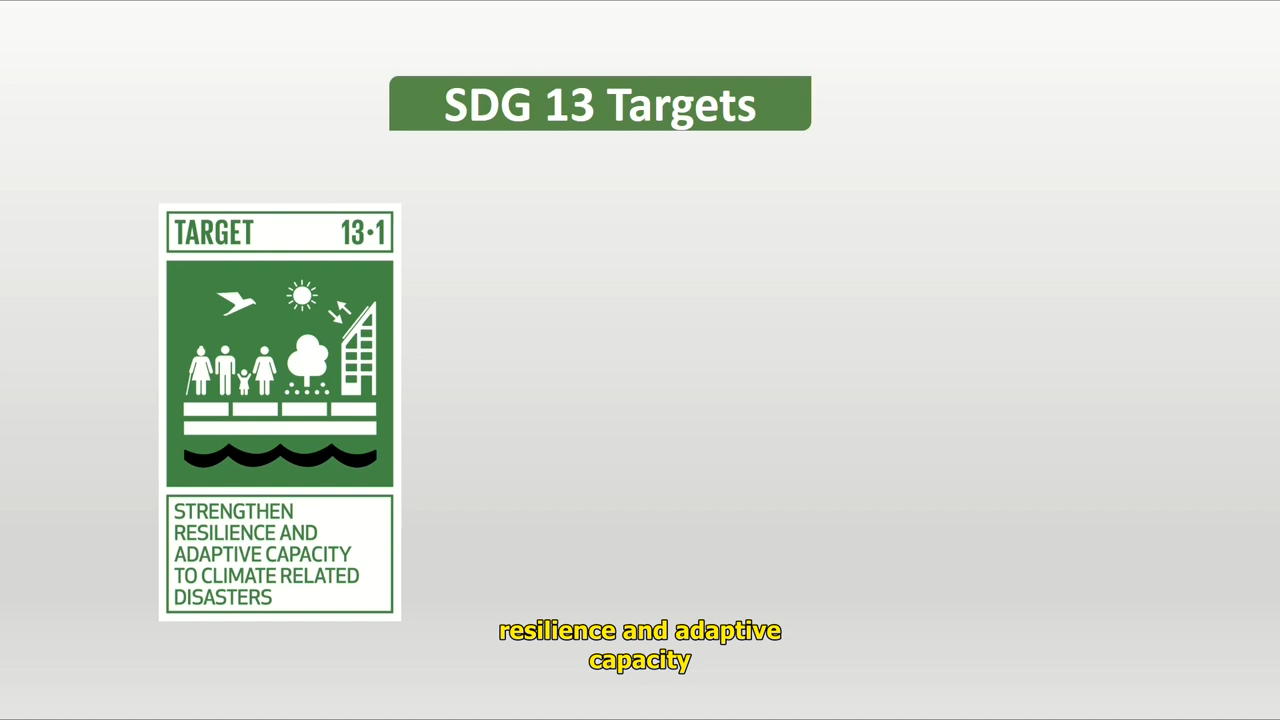 SDG 13 Targets
TARGET 13•1
STRENGTHEN
RESILIENCE AND
ADAPTIVE CAPACITY
TO CLIMATE RELATED
DISASTERS
resilience and adaptive
capacity